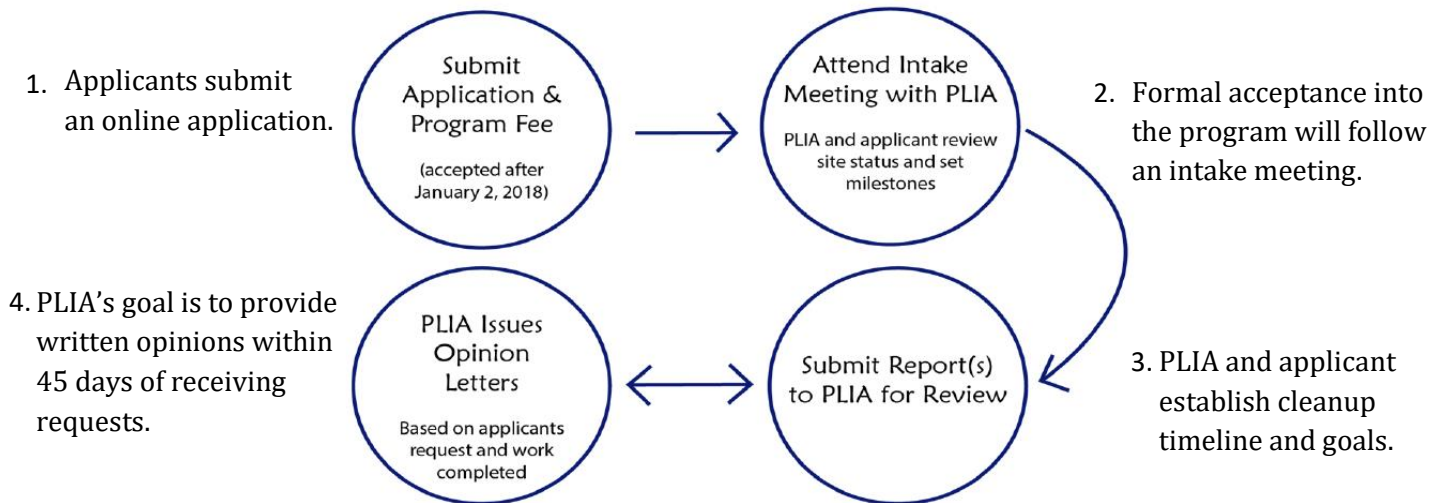 1. Applicants submit
an online application.
Submit
Application &
Program Fee
(accepted after
January 2, 2018)
Attend Intake
Meeting with PLIA
PLIA and applicant review
site status and set
milestones
2. Formal acceptance into
the program will follow
an intake meeting.
3. PLIA and applicant
establish cleanup
timeline and goals.
Submit Report(s)
to PLIA for Review
PLIA Issues
Opinion
Letters
Based on applicants
request and work
completed
4. PLIA’s goal is to provide
written opinions within
45 days of receiving
requests.